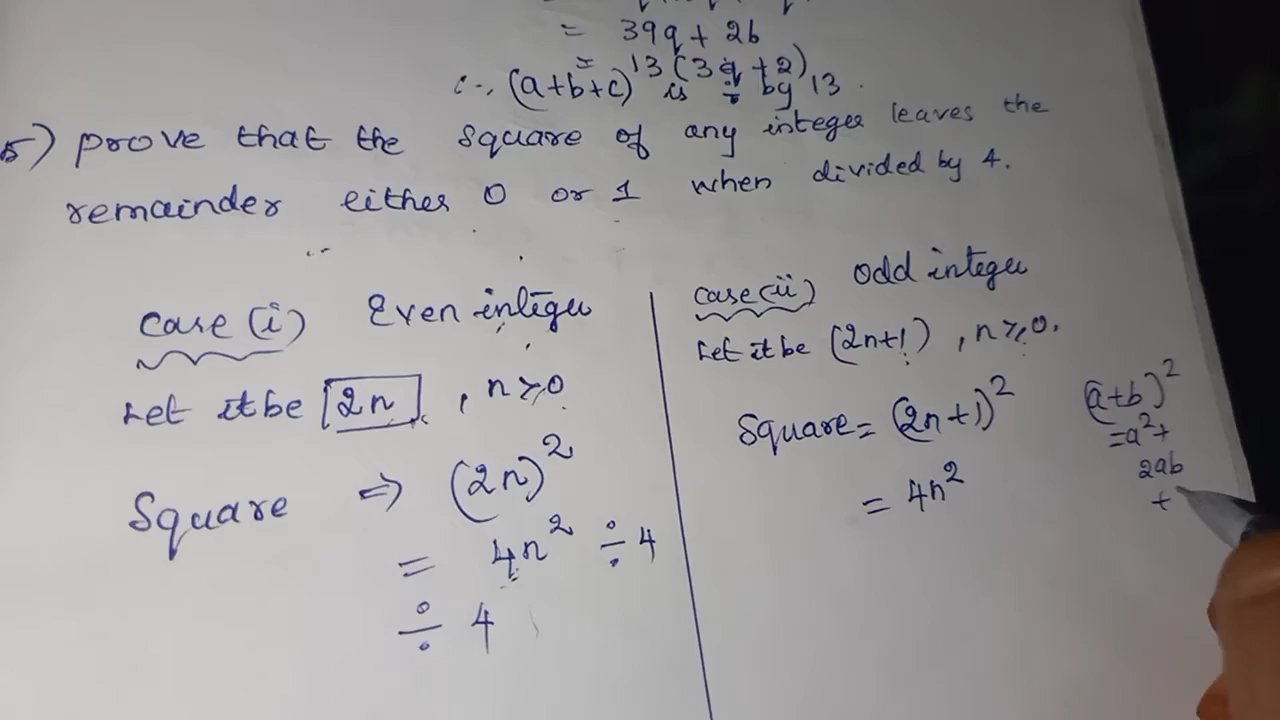 = 39q + 26
= 13(3q + 2)
∴ (a+b+c) is ÷ by 13.
5) prove that the square of any integer leaves the
remainder either 0 or 1 when divided by 4.
case (i) Even integer
Let it be 2n, n ≥ 0
Square ⇒ (2n)²
= 4n² ÷ 4
÷ 4
case (ii) Odd integer
Let it be (2n+1), n ≥ 0.
Square = (2n+1)²
= 4n²
(a+b)²
= a² +
2ab
+